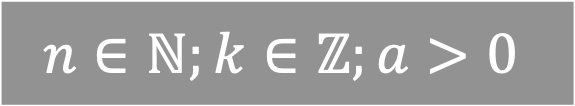 n ∈ ℕ; k ∈ ℤ; a > 0